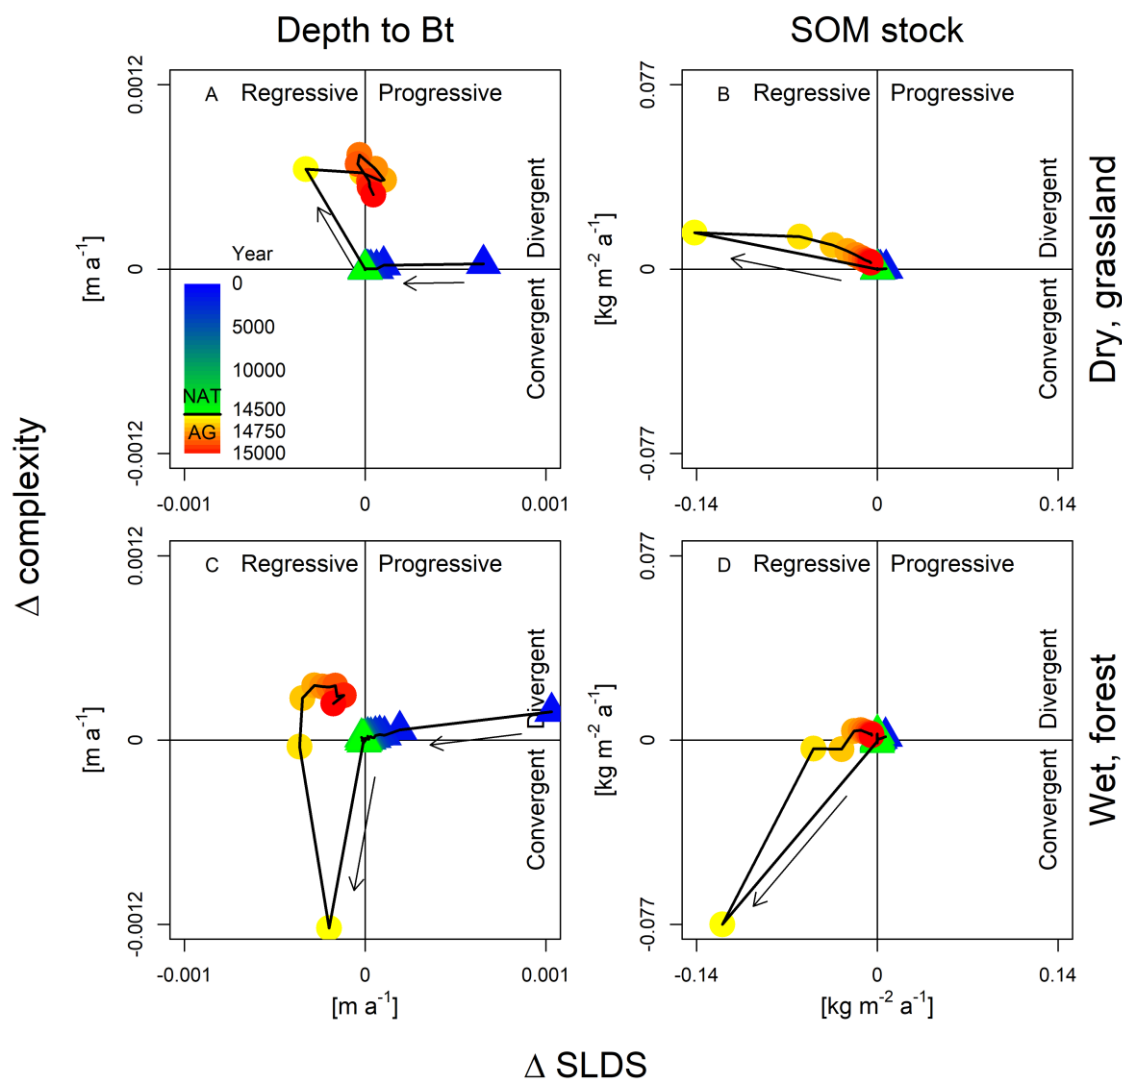 Depth to Bt
SOM stock
A Regressive Progressive
B Regressive Progressive
0.0012
0
-0.0012
[m a⁻¹]
Divergent
Convergent
Year
0
5000
10000
14500
14750
15000
NAT
AG
-0.001 0 0.001
0.077
0
-0.077
[kg m⁻² a⁻¹]
Divergent
Convergent
-0.14 0 0.14
Dry, grassland
Δ complexity
C Regressive Progressive
D Regressive Progressive
0.0012
0
-0.0012
[m a⁻¹]
Divergent
Convergent
-0.001 0 0.001
[m a⁻¹]
0.077
0
-0.077
[kg m⁻² a⁻¹]
Divergent
Convergent
-0.14 0 0.14
[kg m⁻² a⁻¹]
Wet, forest
Δ SLDS